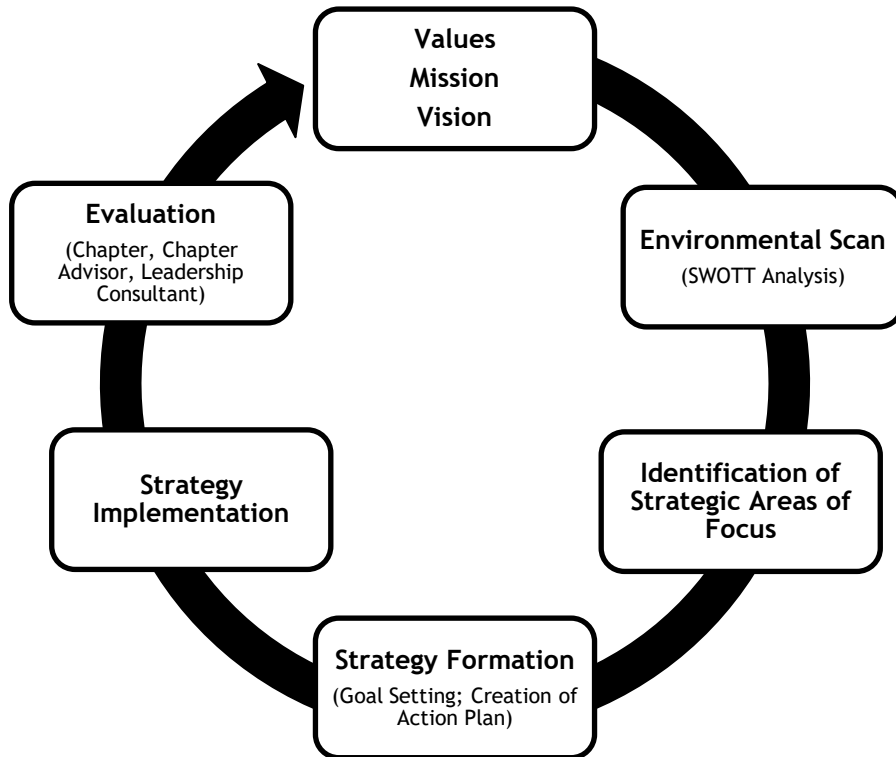 Values
Mission
Vision
Environmental Scan
(SWOTT Analysis)
Identification of
Strategic Areas of
Focus
Strategy Formation
(Goal Setting; Creation of
Action Plan)
Strategy
Implementation
Evaluation
(Chapter, Chapter
Advisor, Leadership
Consultant)